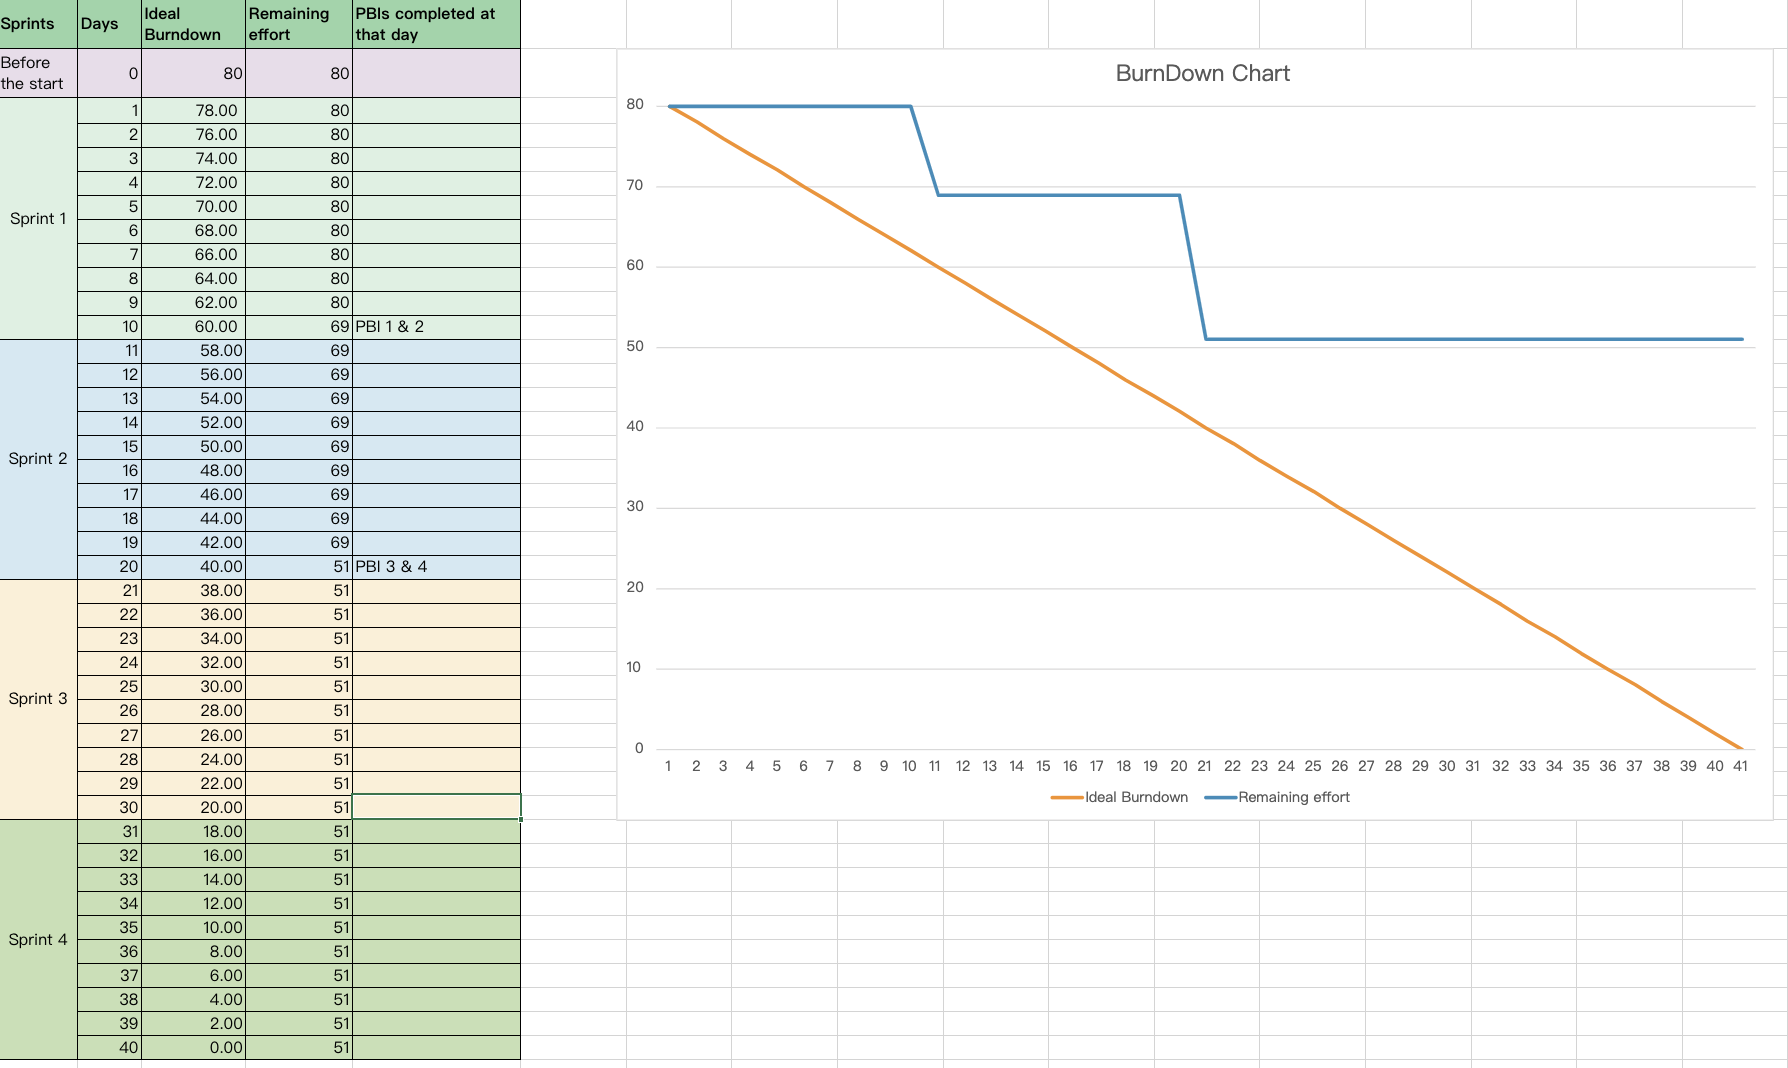 Sprints Days Ideal Burndown Remaining effort PBIs completed at that day
Before the start 0 80 80
Sprint 1
1 78.00 80
2 76.00 80
3 74.00 80
4 72.00 80
5 70.00 80
6 68.00 80
7 66.00 80
8 64.00 80
9 62.00 80
10 60.00 69 PBI 1 & 2
Sprint 2
11 58.00 69
12 56.00 69
13 54.00 69
14 52.00 69
15 50.00 69
16 48.00 69
17 46.00 69
18 44.00 69
19 42.00 69
20 40.00 51 PBI 3 & 4
Sprint 3
21 38.00 51
22 36.00 51
23 34.00 51
24 32.00 51
25 30.00 51
26 28.00 51
27 26.00 51
28 24.00 51
29 22.00 51
30 20.00 51
Sprint 4
31 18.00 51
32 16.00 51
33 14.00 51
34 12.00 51
35 10.00 51
36 8.00 51
37 6.00 51
38 4.00 51
39 2.00 51
40 0.00 51
BurnDown Chart
80
70
60
50
40
30
20
10
0
1 2 3 4 5 6 7 8 9 10 11 12 13 14 15 16 17 18 19 20 21 22 23 24 25 26 27 28 29 30 31 32 33 34 35 36 37 38 39 40 41
Ideal Burndown Remaining effort